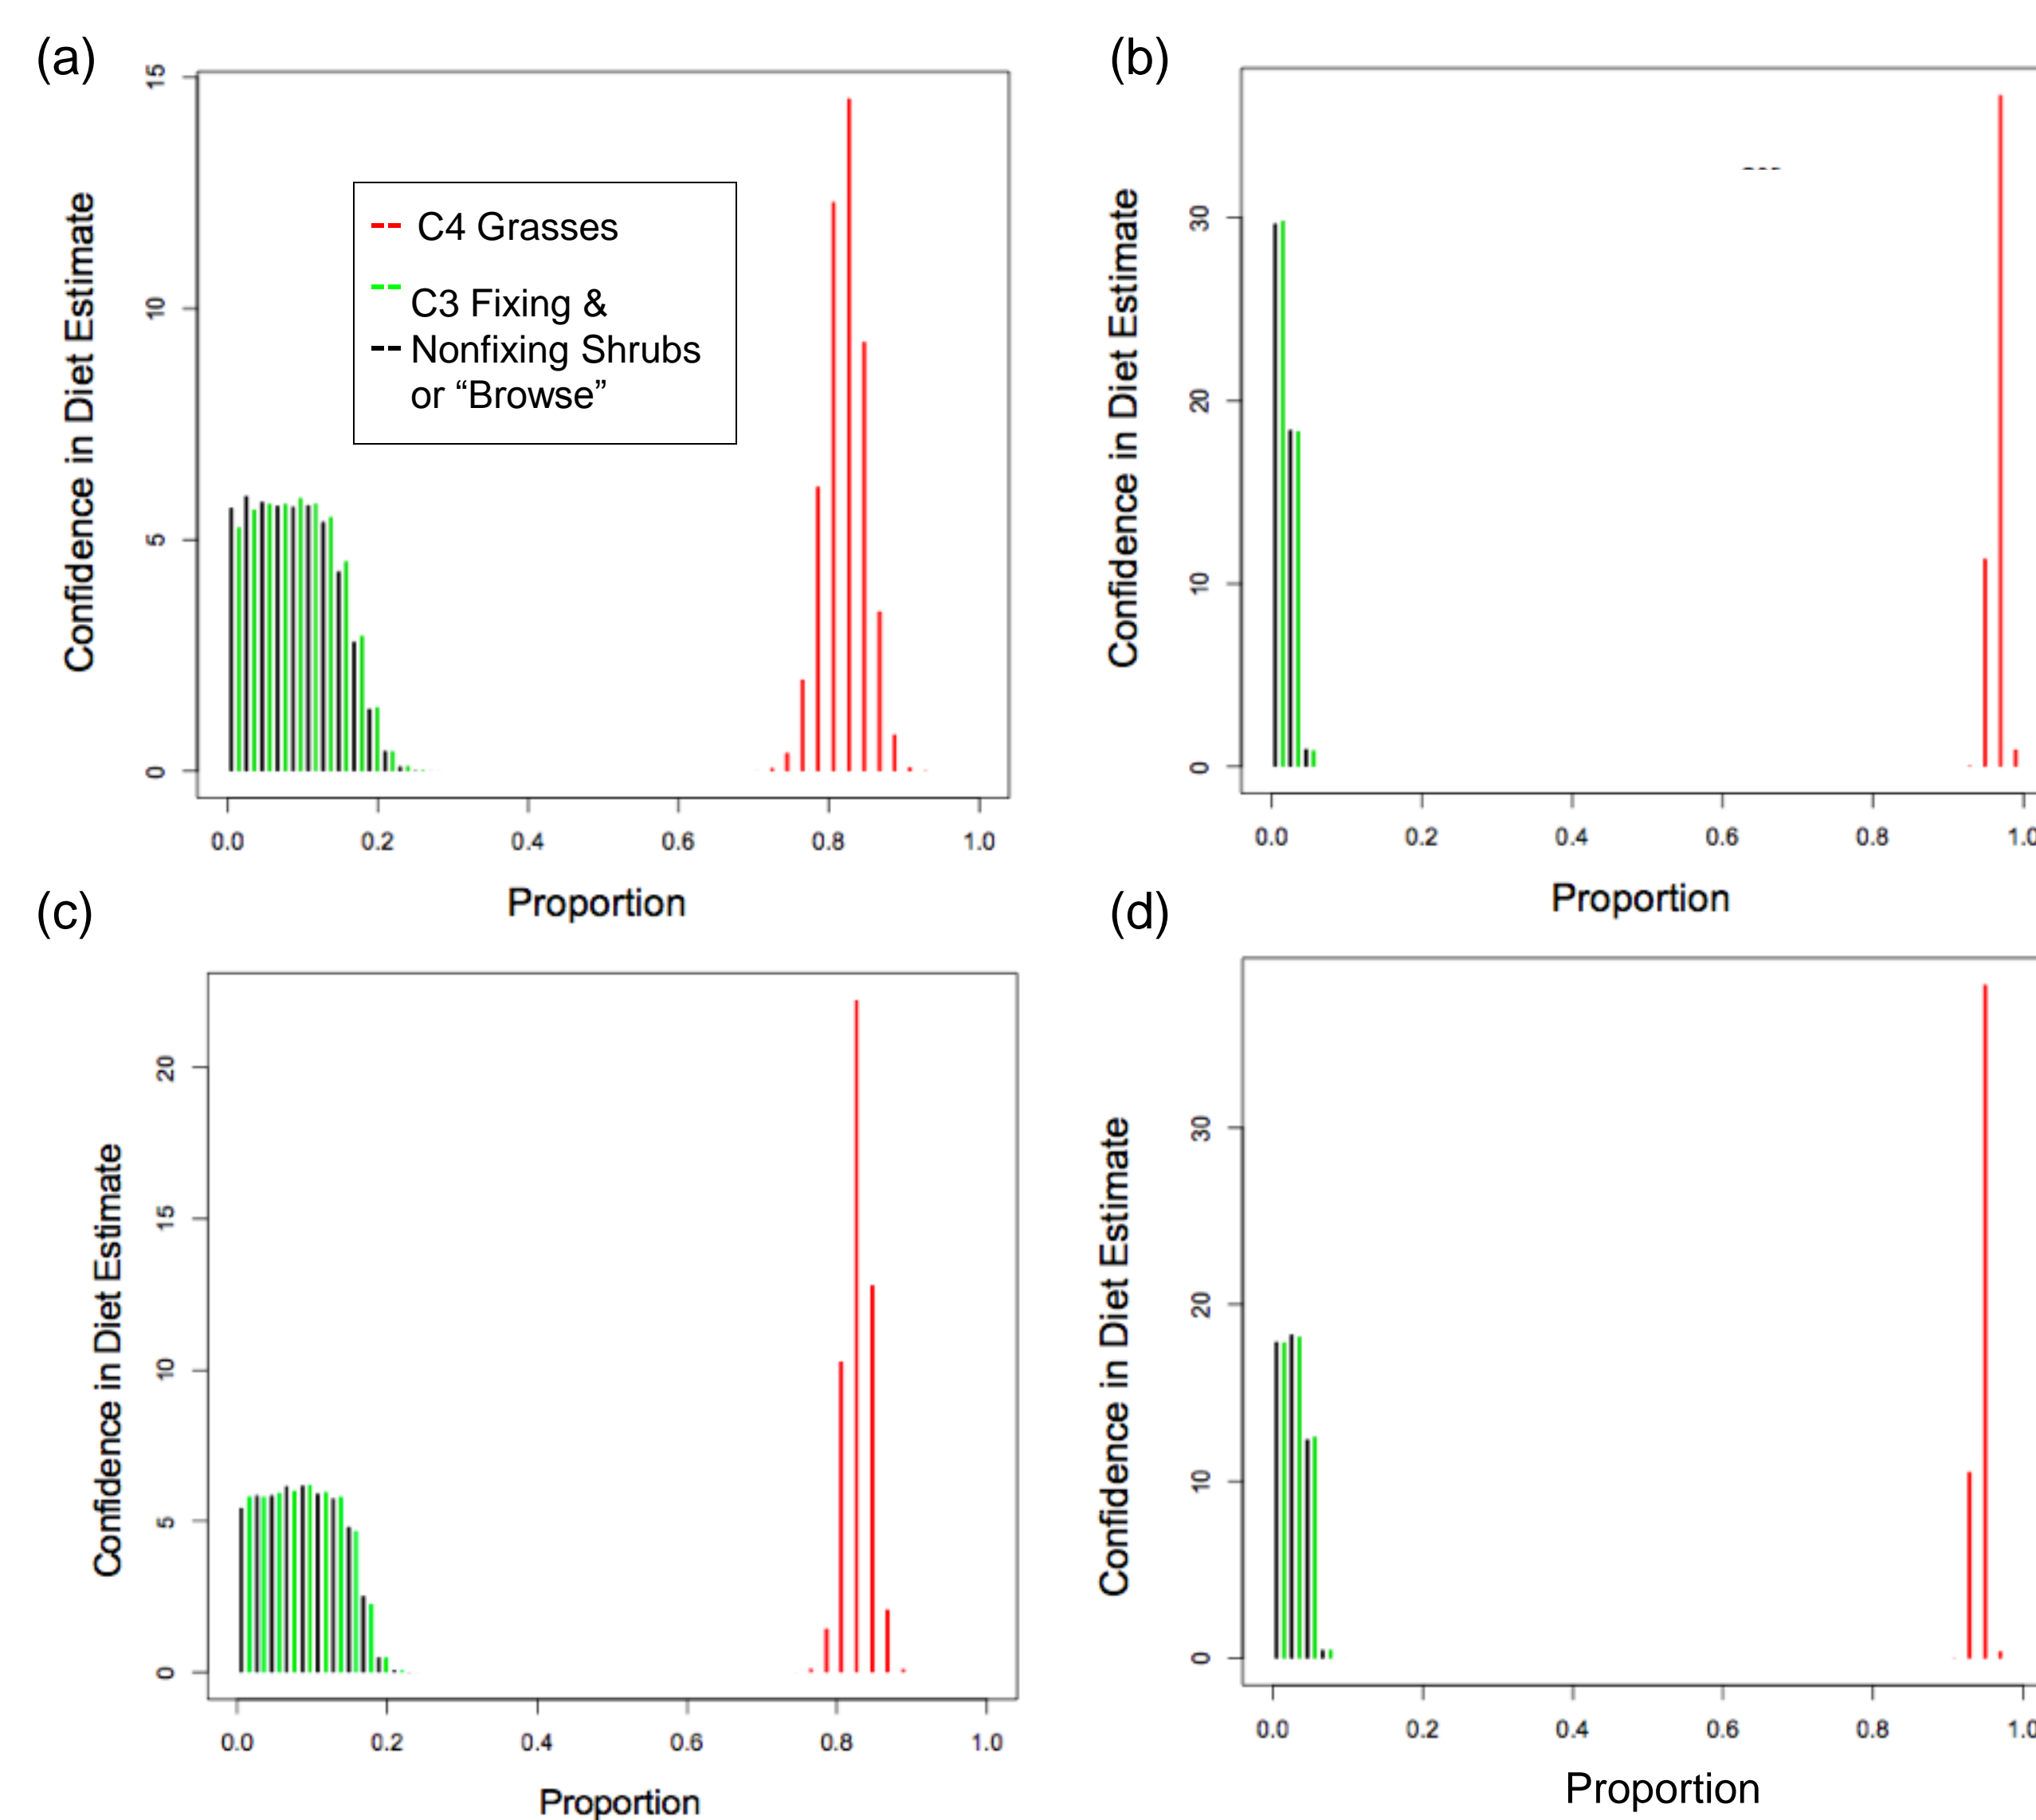 (a)
15
10
5
0
Confidence in Diet Estimate
C4 Grasses
C3 Fixing &
Nonfixing Shrubs
or “Browse”
0.0 0.2 0.4 0.6 0.8 1.0
Proportion
(b)
30
20
10
0
Confidence in Diet Estimate
0.0 0.2 0.4 0.6 0.8 1.0
Proportion
(c)
20
15
10
5
0
Confidence in Diet Estimate
0.0 0.2 0.4 0.6 0.8 1.0
Proportion
(d)
30
20
10
0
Confidence in Diet Estimate
0.0 0.2 0.4 0.6 0.8 1.0
Proportion